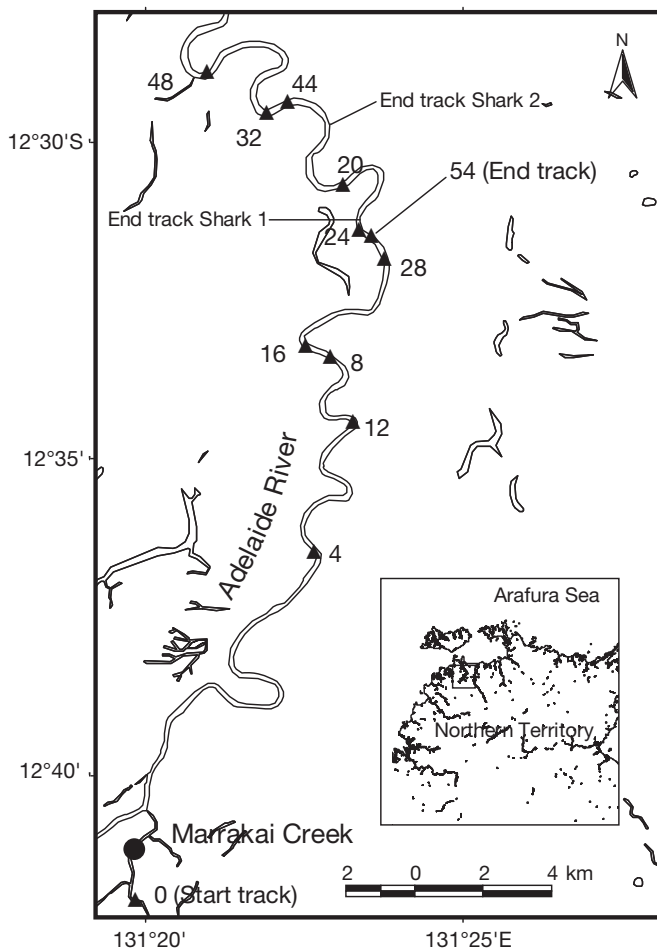 N
48
44
32
End track Shark 2
12°30'S
20
54 (End track)
End track Shark 1
24
28
16
8
12
12°35'
Adelaide River
4
Arafura Sea
Northern Territory
12°40'
Marrakai Creek
2 0 2 4 km
0 (Start track)
131°20' 131°25'E